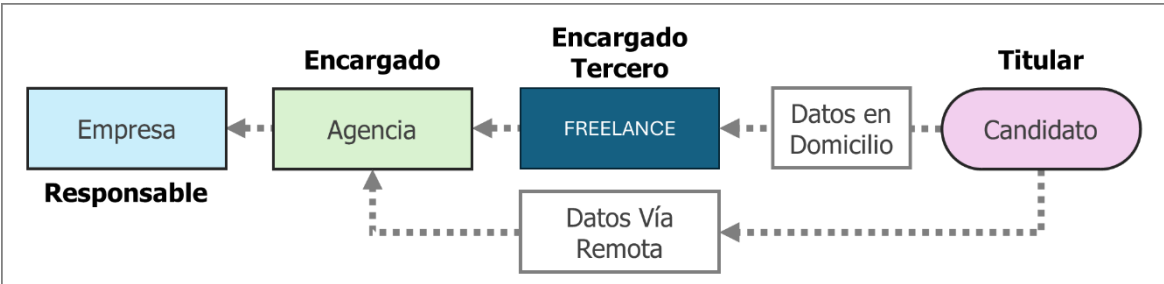 Encargado
Encargado
Tercero
Titular
Empresa
Agencia
FREELANCE
Datos en
Domicilio
Candidato
Responsable
Datos Vía
Remota